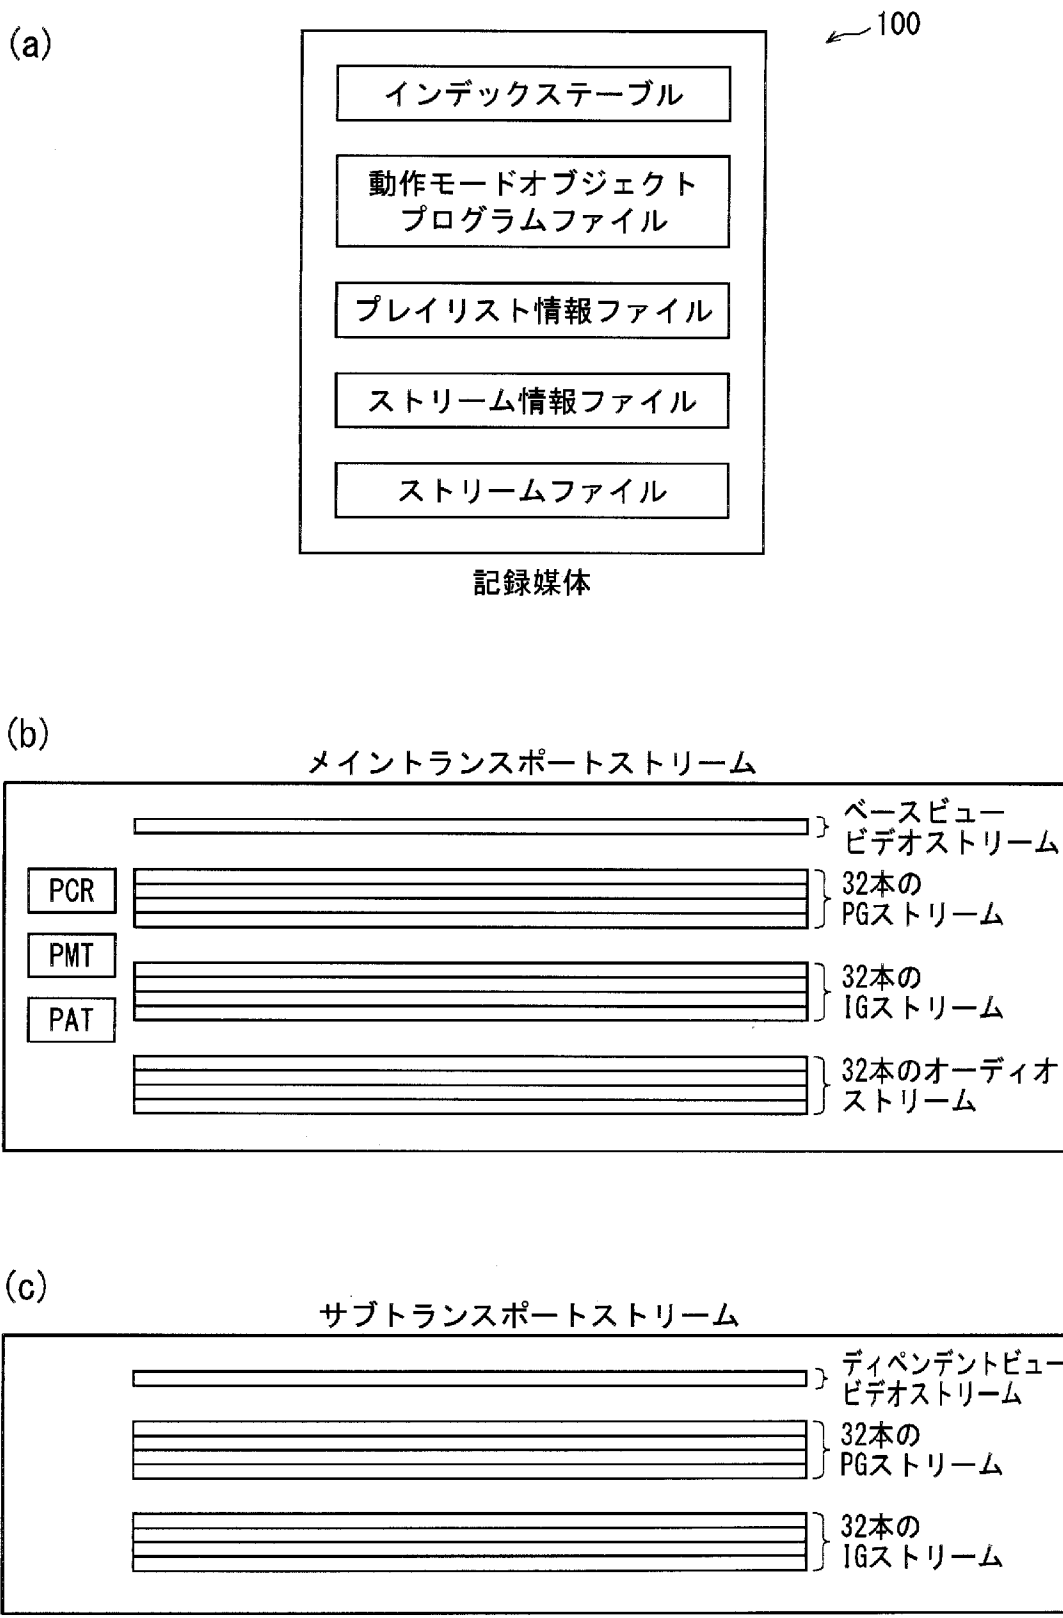 (a)
100
インデックステーブル
動作モードオブジェクト
プログラムファイル
プレイリスト情報ファイル
ストリーム情報ファイル
ストリームファイル
記録媒体
(b)
メイントランスポートストリーム
ベースビュー
ビデオストリーム
PCR
32本の
PGストリーム
PMT
32本の
IGストリーム
PAT
32本のオーディオ
ストリーム
(c)
サブトランスポートストリーム
ディペンデントビュー
ビデオストリーム
32本の
PGストリーム
32本の
IGストリーム